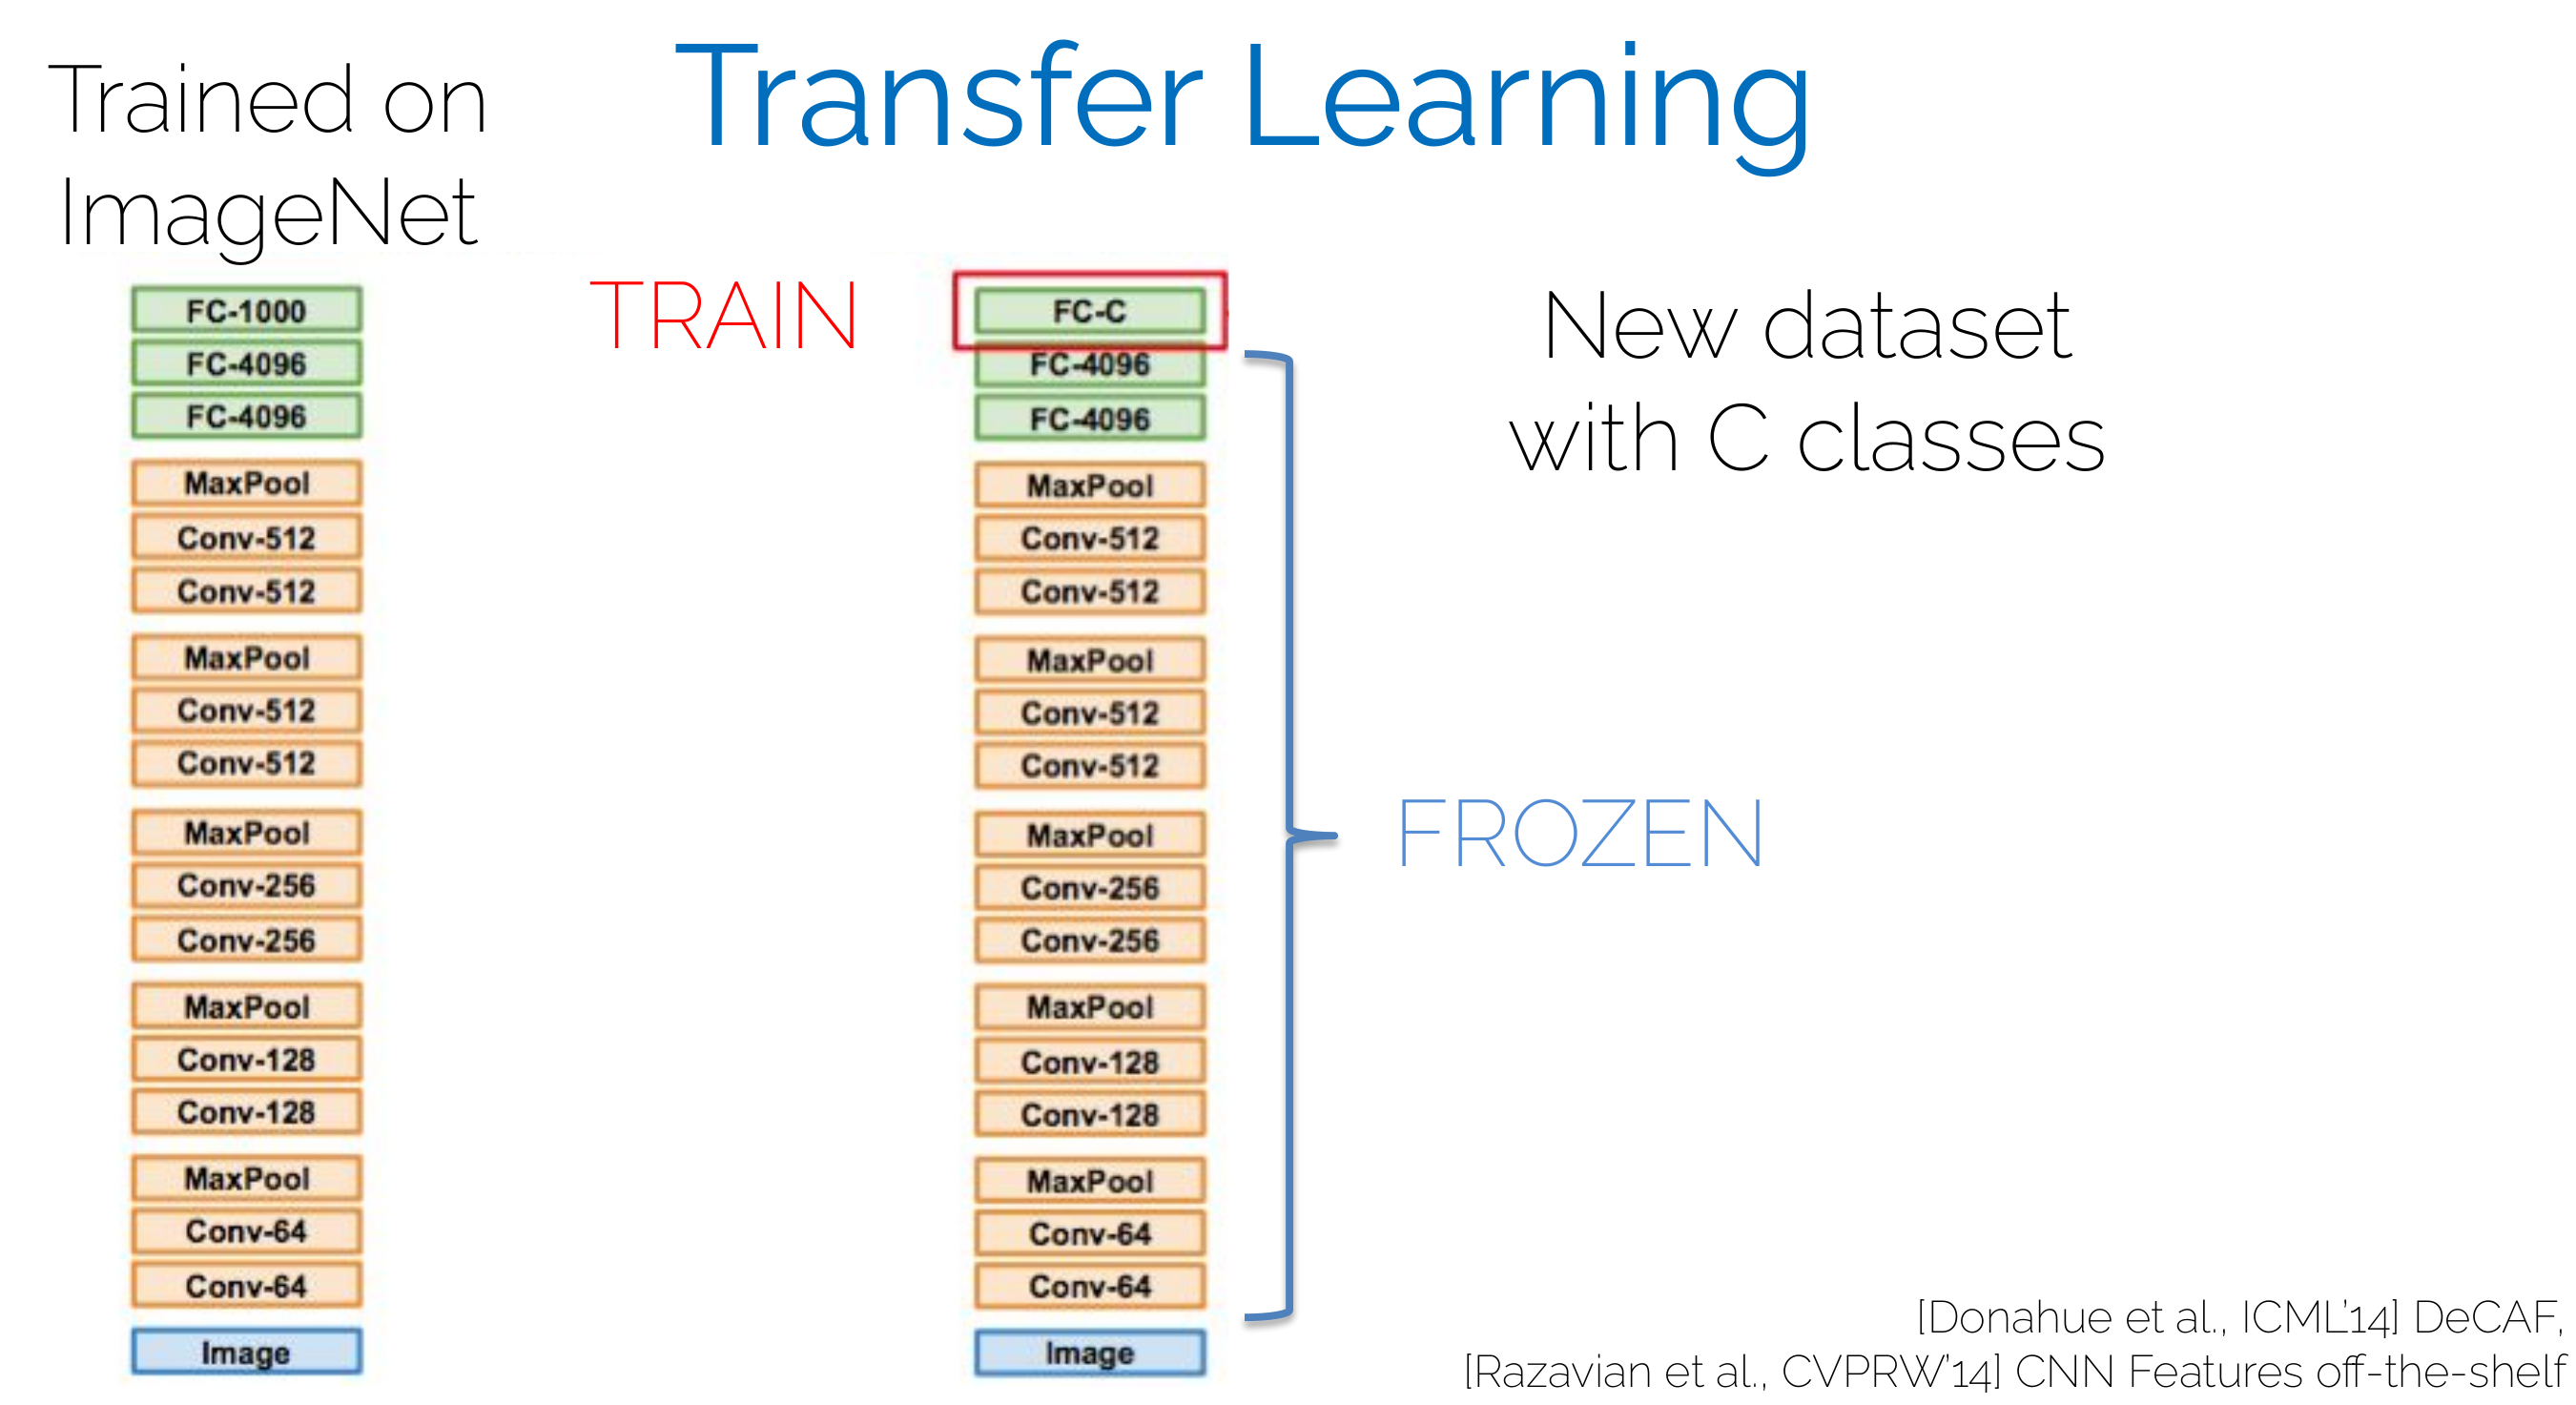 Transfer Learning
Trained on
ImageNet
FC-1000
FC-4096
FC-4096
MaxPool
Conv-512
Conv-512
MaxPool
Conv-512
Conv-512
MaxPool
Conv-256
Conv-256
MaxPool
Conv-128
Conv-128
MaxPool
Conv-64
Conv-64
Image
TRAIN
FC-C
FC-4096
FC-4096
MaxPool
Conv-512
Conv-512
MaxPool
Conv-512
Conv-512
MaxPool
Conv-256
Conv-256
MaxPool
Conv-128
Conv-128
MaxPool
Conv-64
Conv-64
Image
FROZEN
New dataset
with C classes
[Donahue et al., ICML'14] DeCAF,
[Razavian et al., CVPRW'14] CNN Features off-the-shelf